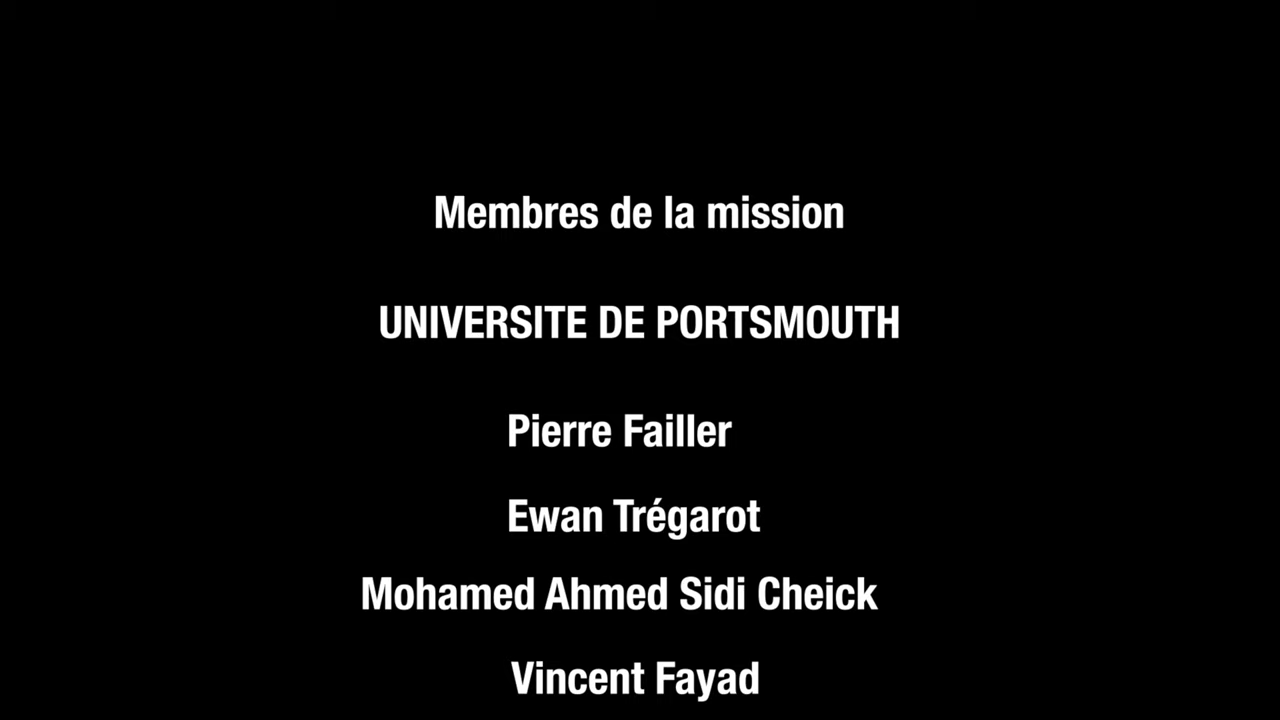 Membres de la mission
UNIVERSITE DE PORTSMOUTH
Pierre Failler
Ewan Trégarot
Mohamed Ahmed Sidi Cheick
Vincent Fayad